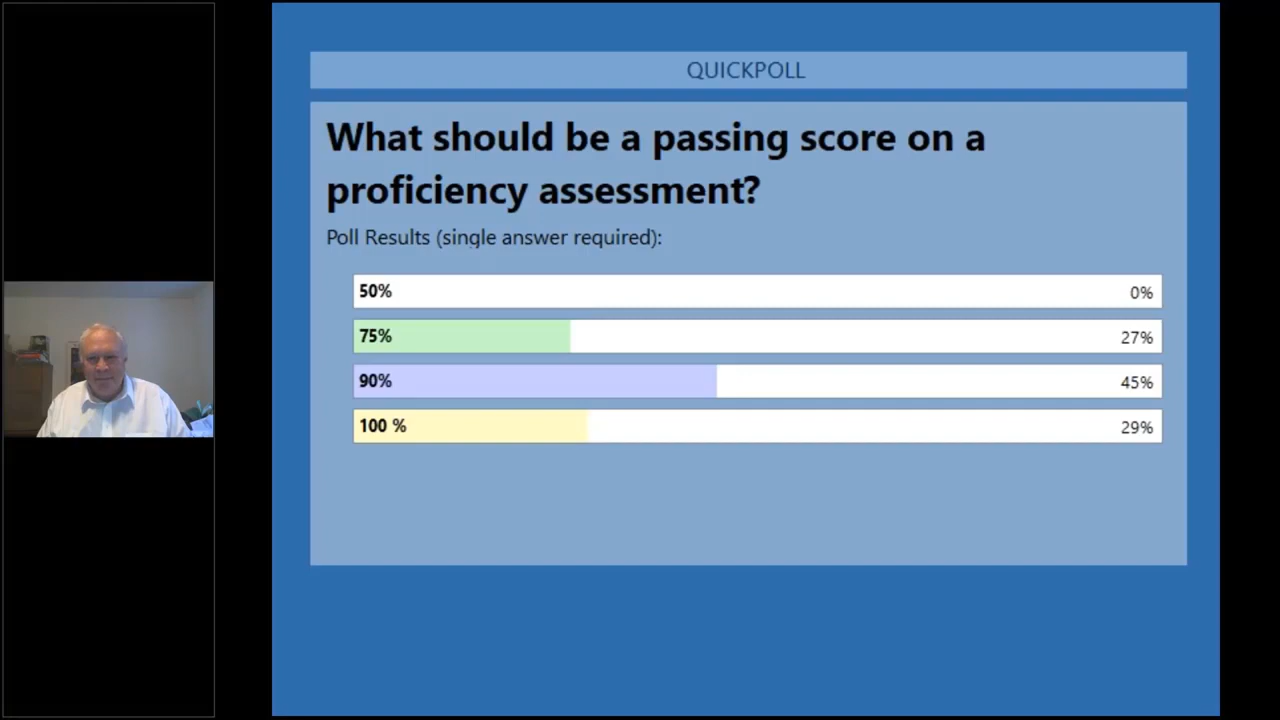 QUICKPOLL
What should be a passing score on a
proficiency assessment?
Poll Results (single answer required):
50% 0%
75% 27%
90% 45%
100 % 29%